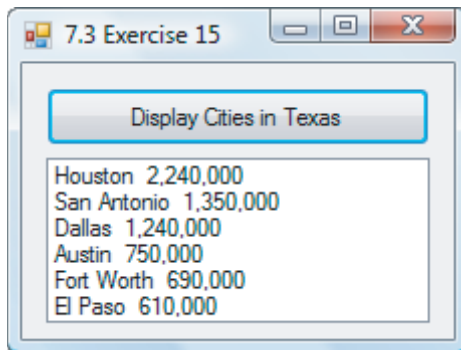 7.3 Exercise 15
Display Cities in Texas
Houston  2,240,000
San Antonio  1,350,000
Dallas  1,240,000
Austin  750,000
Fort Worth  690,000
El Paso  610,000